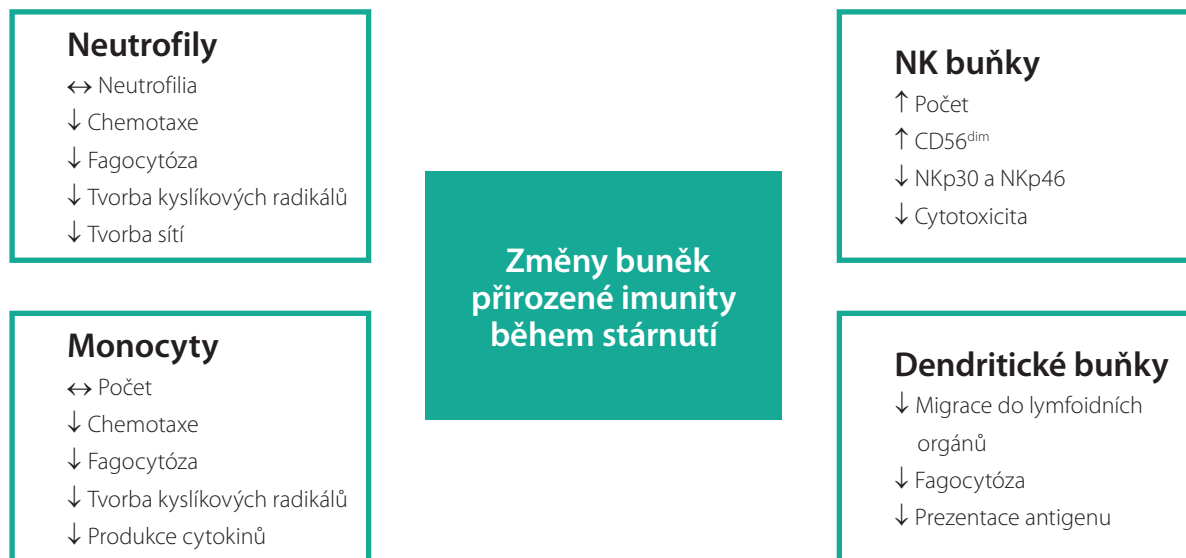 Neutrofily
↔ Neutrofilia
↓ Chemotaxe
↓ Fagocytóza
↓ Tvorba kyslíkových radikálů
↓ Tvorba sítí
Monocyty
↔ Počet
↓ Chemotaxe
↓ Fagocytóza
↓ Tvorba kyslíkových radikálů
↓ Produkce cytokinů
Změny buněk
přirozené imunity
během stárnutí
NK buňky
↑ Počet
↑ CD56dim
↓ NKp30 a NKp46
↓ Cytotoxicita
Dendritické buňky
↓ Migrace do lymfoidních
orgánů
↓ Fagocytóza
↓ Prezentace antigenu